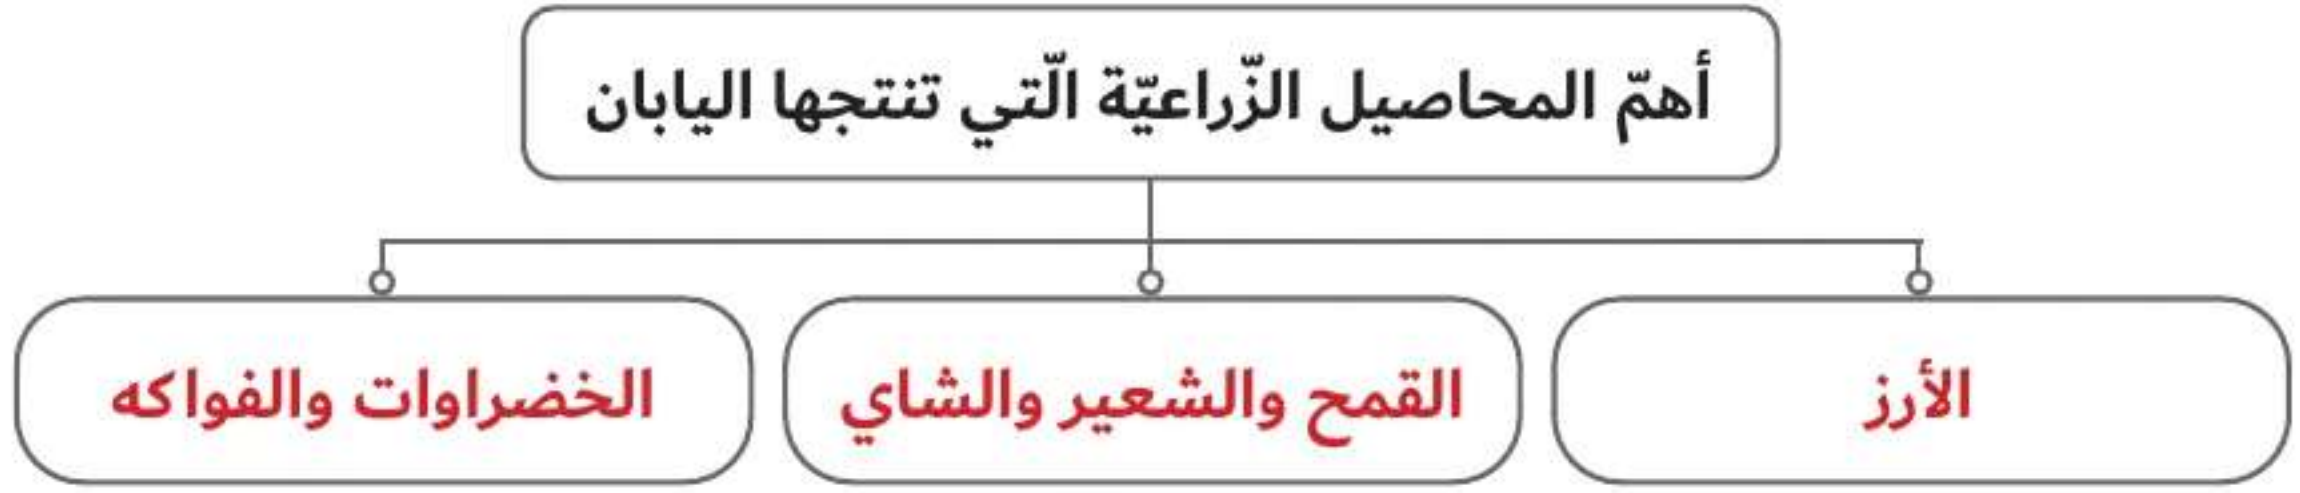 أهمّ المحاصيل الزّراعيّة الّتي تنتجها اليابان
الأرز
القمح والشعير والشاي
الخضراوات والفواكه